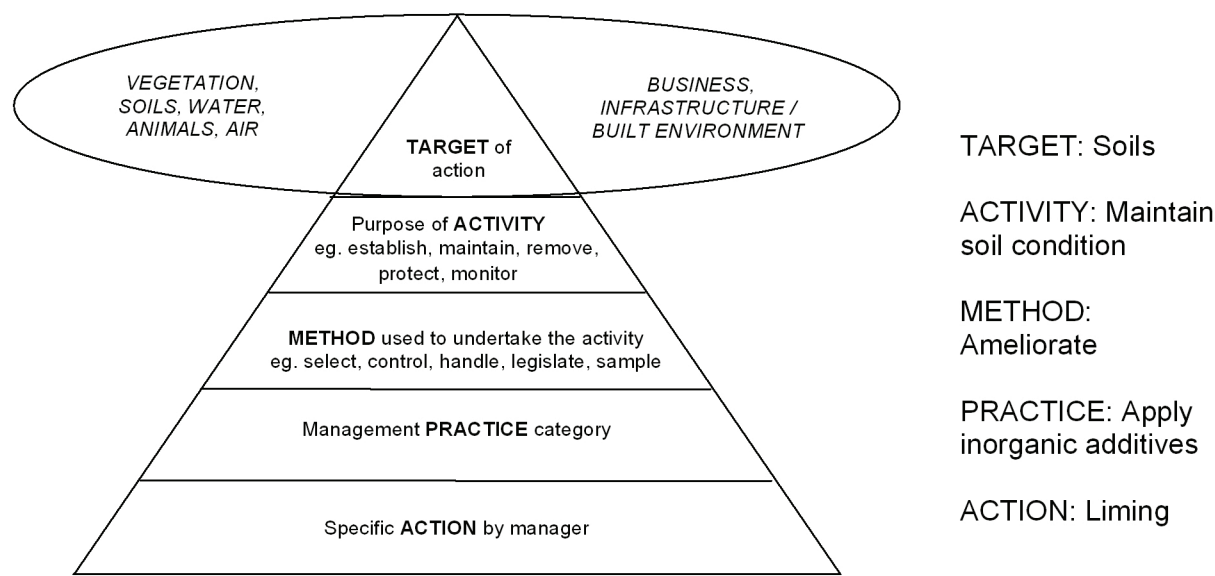 VEGETATION,
SOILS, WATER,
ANIMALS, AIR
BUSINESS,
INFRASTRUCTURE /
BUILT ENVIRONMENT
TARGET of
action
Purpose of ACTIVITY
eg. establish, maintain, remove,
protect, monitor
METHOD used to undertake the activity
eg. select, control, handle, legislate, sample
Management PRACTICE category
Specific ACTION by manager
TARGET: Soils
ACTIVITY: Maintain
soil condition
METHOD:
Ameliorate
PRACTICE: Apply
inorganic additives
ACTION: Liming